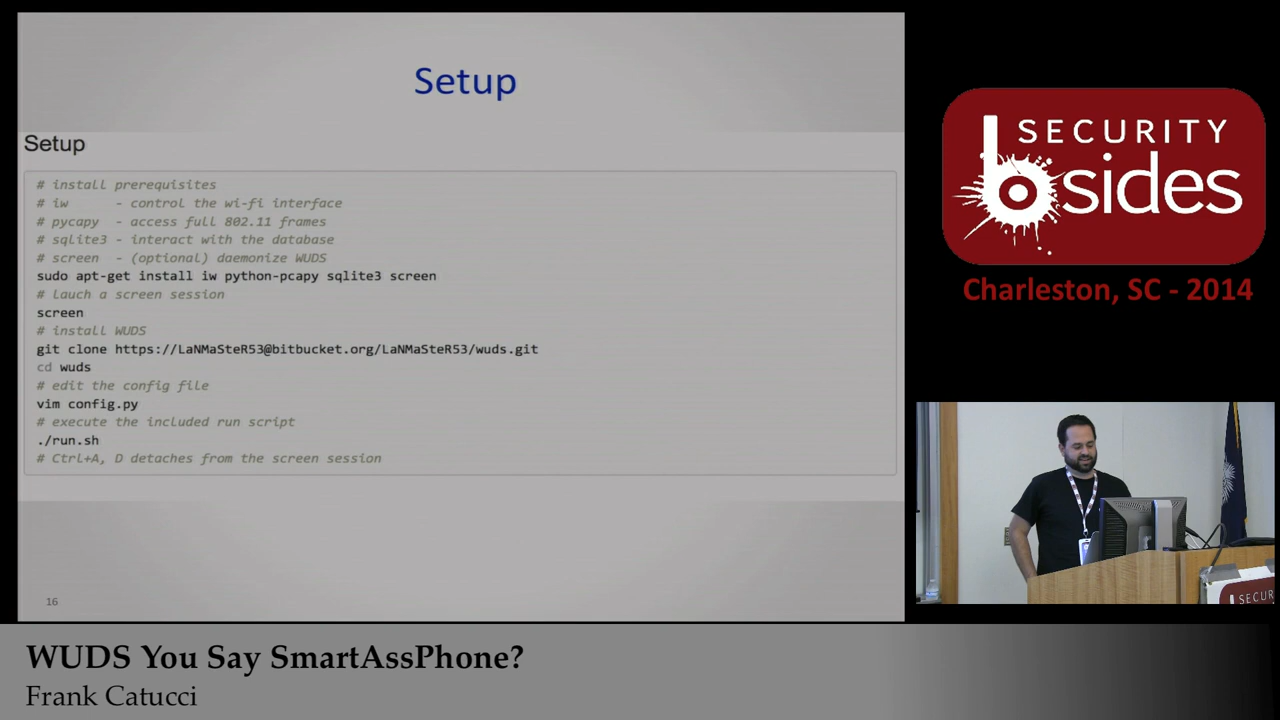 Setup
Setup
# install prerequisites
# iw - control the wi-fi interface
# pycapy - access full 802.11 frames
# sqlite3 - interact with the database
# screen - (optional) daemonize WUDS
sudo apt-get install iw python-pcapy sqlite3 screen
# lauch a screen session
screen
# install WUDS
git clone https://LaNMaSteR53@bitbucket.org/LaNMaSteR53/wuds.git
cd wuds
# edit the config file
vim config.py
# execute the included run script
./run.sh
# Ctrl+A, D detaches from the screen session
16
SECURITY
bsides
Charleston, SC - 2014
SECUR
WUDS You Say SmartAssPhone?
Frank Catucci